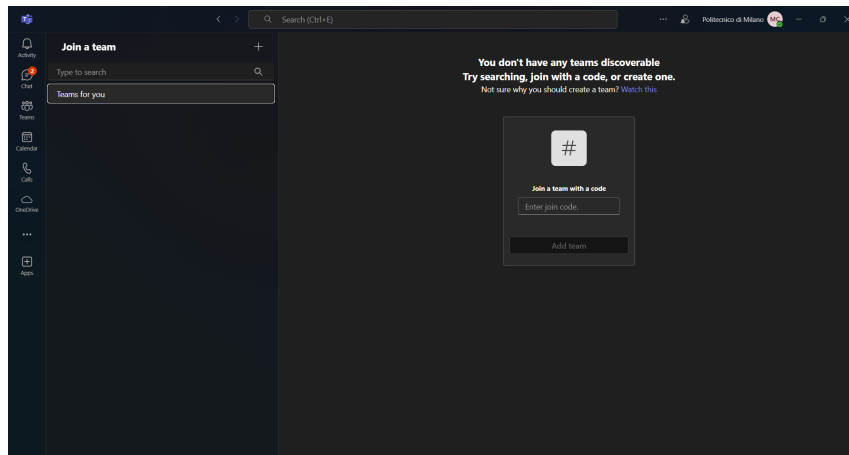 Search (Ctrl+E)
Politecnico di Milano
MC
Activity
2
Chat
Teams
Calendar
Calls
OneDrive
Apps
Join a team
Type to search
Teams for you
You don't have any teams discoverable
Try searching, join with a code, or create one.
Not sure why you should create a team? Watch this
#
Join a team with a code
Enter join code.
Add team